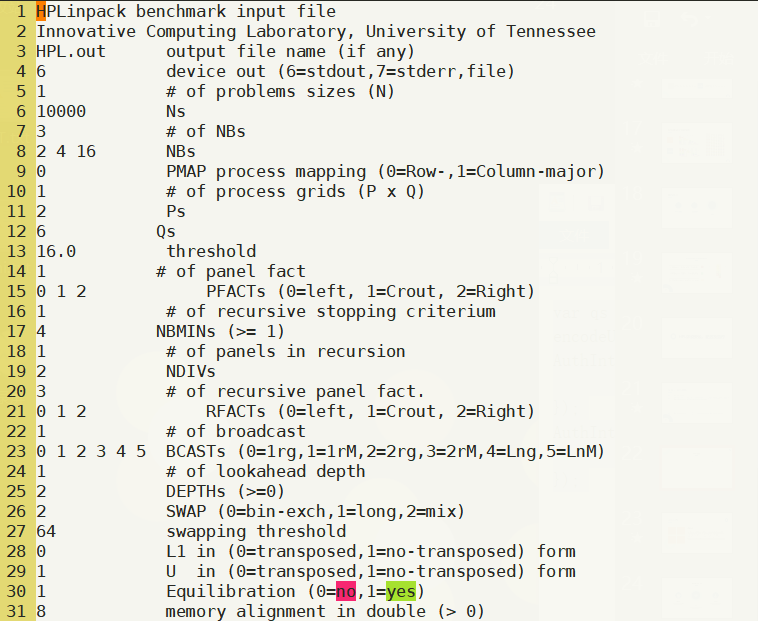 1 HPLinpack benchmark input file
2 Innovative Computing Laboratory, University of Tennessee
3 HPL.out      output file name (if any)
4 6            device out (6=stdout,7=stderr,file)
5 1            # of problems sizes (N)
6 10000        Ns
7 3            # of NBs
8 2 4 16       NBs
9 0            PMAP process mapping (0=Row-,1=Column-major)
10 1            # of process grids (P x Q)
11 2            Ps
12 6           Qs
13 16.0         threshold
14 1           # of panel fact
15 0 1 2            PFACTs (0=left, 1=Crout, 2=Right)
16 1            # of recursive stopping criterium
17 4           NBMINs (>= 1)
18 1            # of panels in recursion
19 2            NDIVs
20 3            # of recursive panel fact.
21 0 1 2            RFACTs (0=left, 1=Crout, 2=Right)
22 1            # of broadcast
23 0 1 2 3 4 5  BCASTs (0=1rg,1=1rM,2=2rg,3=2rM,4=Lng,5=LnM)
24 1            # of lookahead depth
25 2            DEPTHs (>=0)
26 2            SWAP (0=bin-exch,1=long,2=mix)
27 64           swapping threshold
28 0            L1 in (0=transposed,1=no-transposed) form
29 1            U  in (0=transposed,1=no-transposed) form
30 1            Equilibration (0=no,1=yes)
31 8            memory alignment in double (> 0)